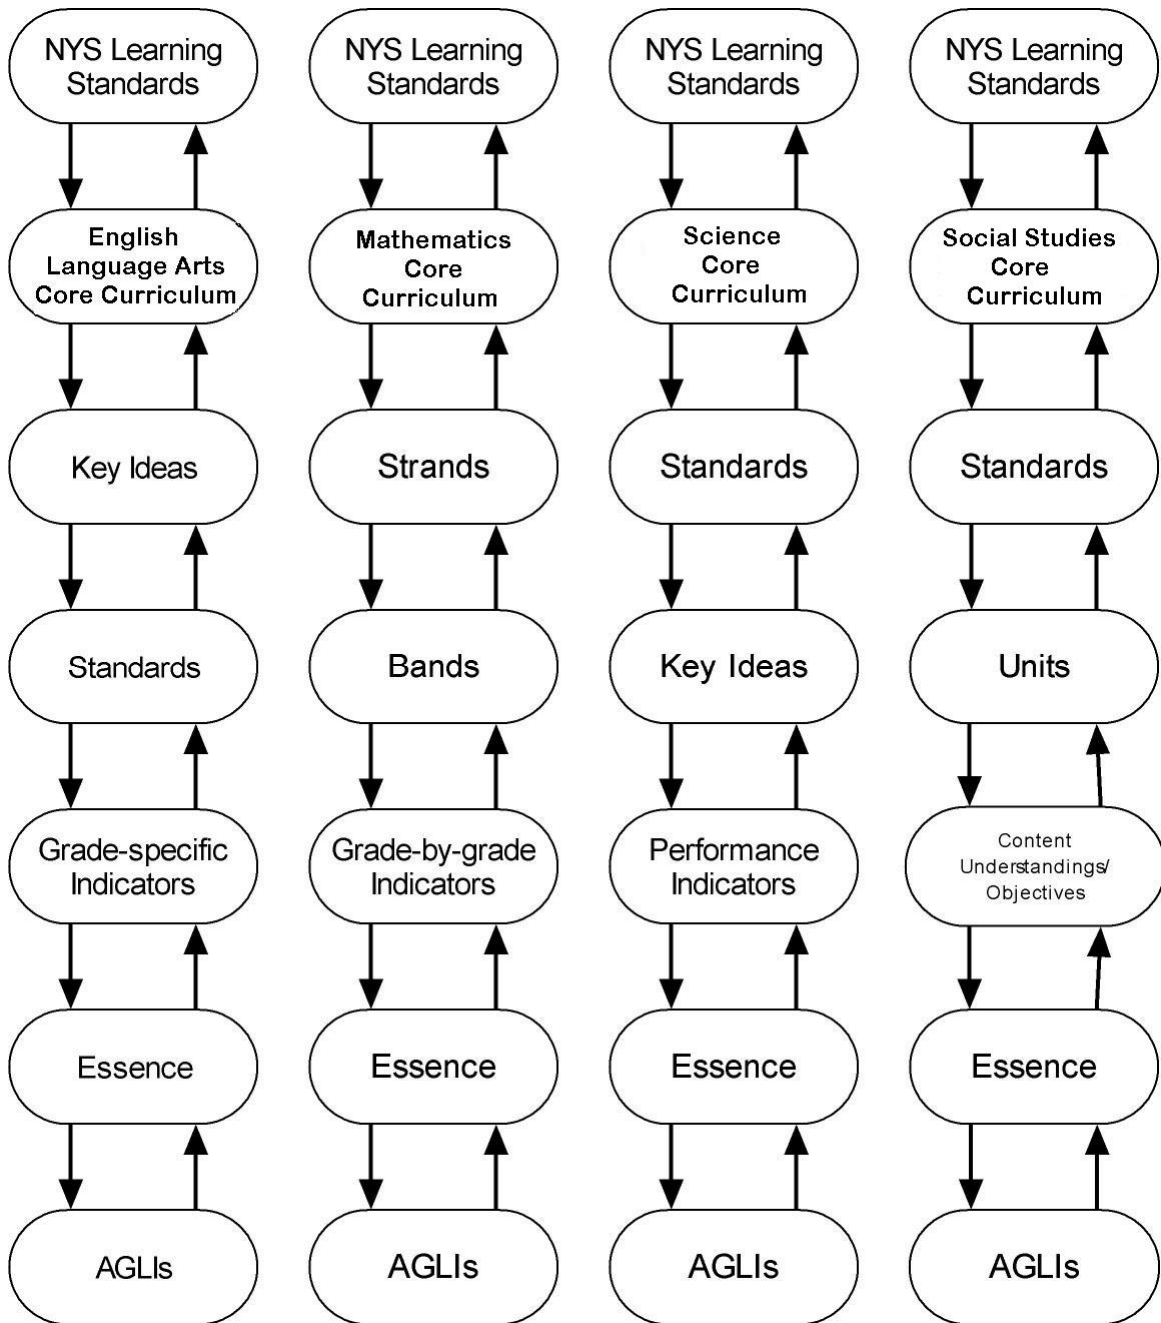 NYS Learning
Standards
NYS Learning
Standards
NYS Learning
Standards
NYS Learning
Standards
English
Language Arts
Core Curriculum
Mathematics
Core
Curriculum
Science
Core
Curriculum
Social Studies
Core
Curriculum
Key Ideas
Strands
Standards
Standards
Standards
Bands
Key Ideas
Units
Grade-specific
Indicators
Grade-by-grade
Indicators
Performance
Indicators
Content
Understandings/
Objectives
Essence
Essence
Essence
Essence
AGLIs
AGLIs
AGLIs
AGLIs